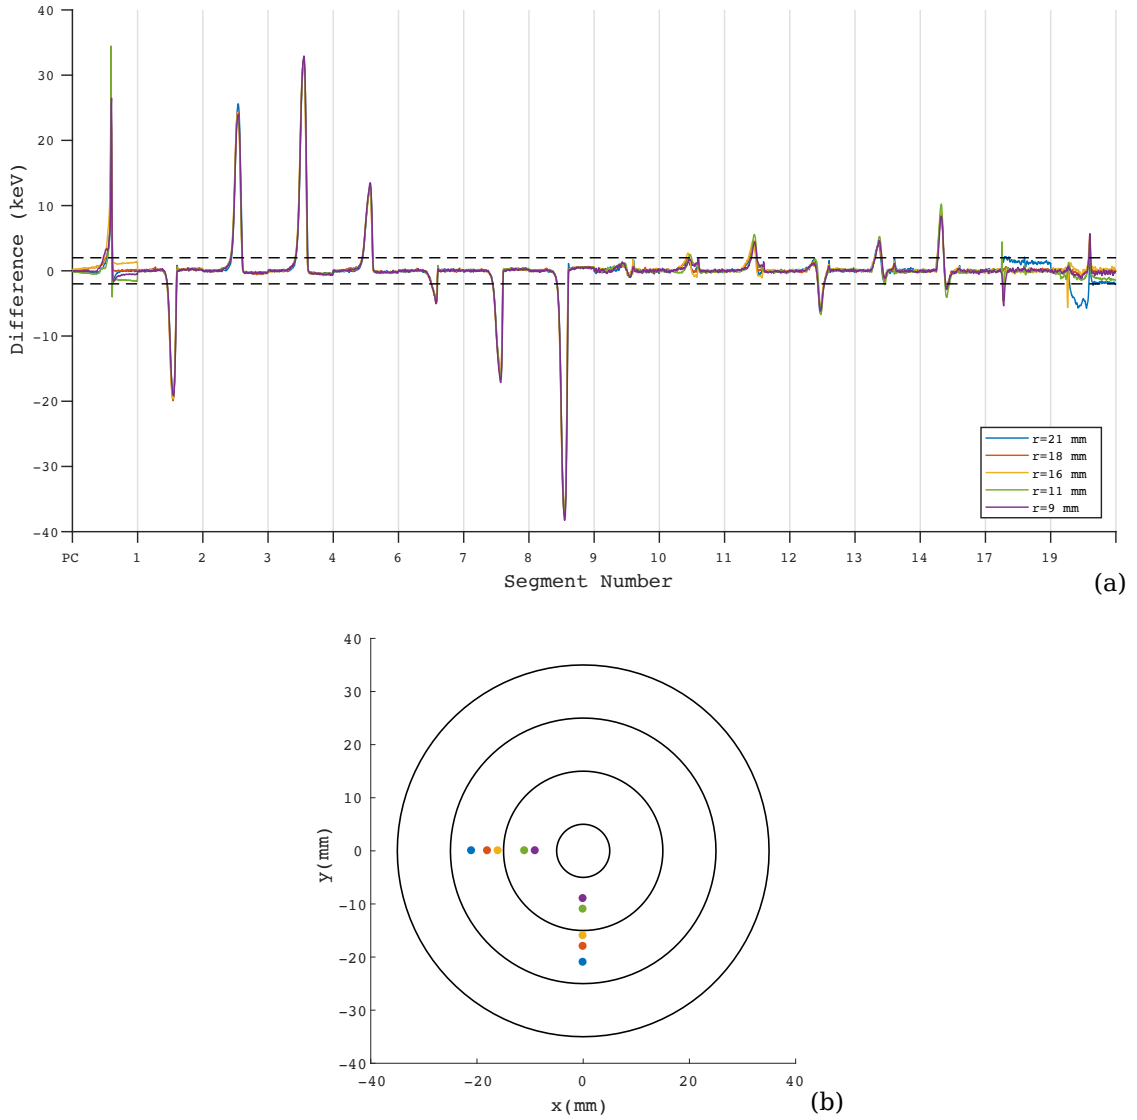 40
30
20
10
0
-10
-20
-30
-40
Difference (keV)
r=21 mm
r=18 mm
r=16 mm
r=11 mm
r=9 mm
PC 1 2 3 4 6 7 8 9 10 11 12 13 14 17 19
Segment Number
(a)
40
30
20
10
0
-10
-20
-30
-40
y(mm)
-40 -20 0 20 40
x(mm)
(b)